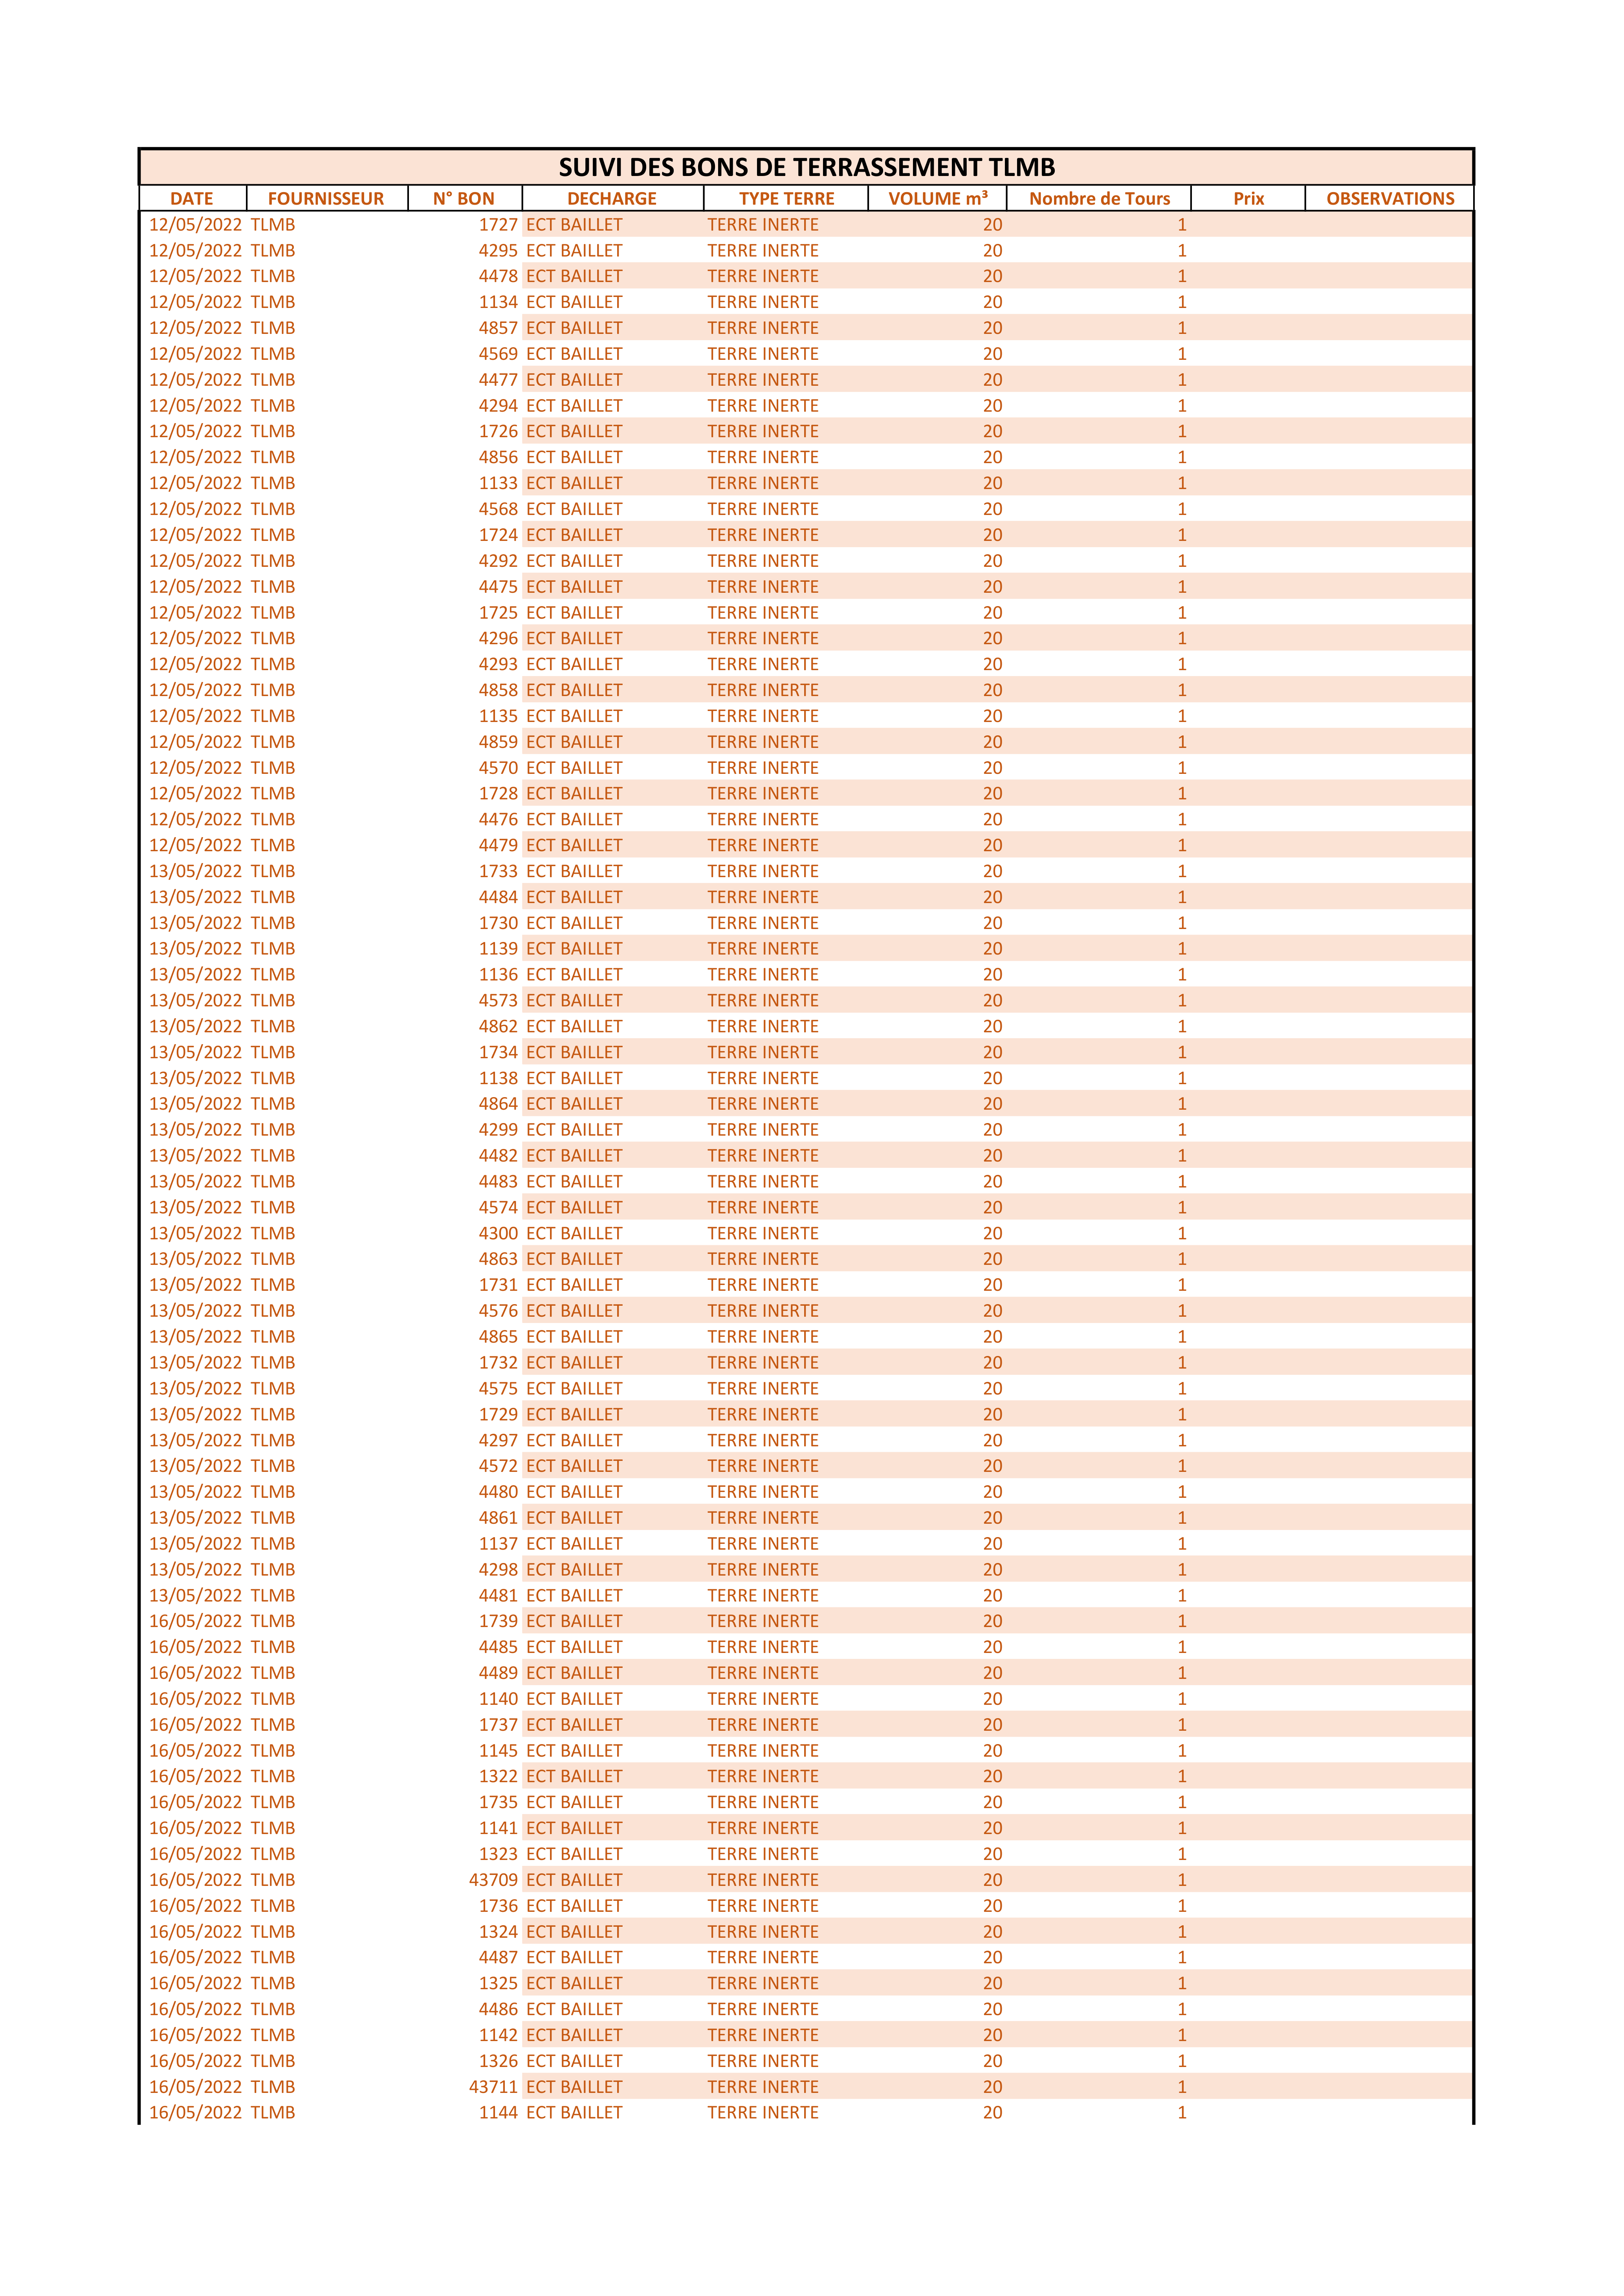 SUIVI DES BONS DE TERRASSEMENT TLMB
DATE FOURNISSEUR N° BON DECHARGE TYPE TERRE VOLUME m³ Nombre de Tours Prix OBSERVATIONS
12/05/2022 TLMB 1727 ECT BAILLET TERRE INERTE 20 1
12/05/2022 TLMB 4295 ECT BAILLET TERRE INERTE 20 1
12/05/2022 TLMB 4478 ECT BAILLET TERRE INERTE 20 1
12/05/2022 TLMB 1134 ECT BAILLET TERRE INERTE 20 1
12/05/2022 TLMB 4857 ECT BAILLET TERRE INERTE 20 1
12/05/2022 TLMB 4569 ECT BAILLET TERRE INERTE 20 1
12/05/2022 TLMB 4477 ECT BAILLET TERRE INERTE 20 1
12/05/2022 TLMB 4294 ECT BAILLET TERRE INERTE 20 1
12/05/2022 TLMB 1726 ECT BAILLET TERRE INERTE 20 1
12/05/2022 TLMB 4856 ECT BAILLET TERRE INERTE 20 1
12/05/2022 TLMB 1133 ECT BAILLET TERRE INERTE 20 1
12/05/2022 TLMB 4568 ECT BAILLET TERRE INERTE 20 1
12/05/2022 TLMB 1724 ECT BAILLET TERRE INERTE 20 1
12/05/2022 TLMB 4292 ECT BAILLET TERRE INERTE 20 1
12/05/2022 TLMB 4475 ECT BAILLET TERRE INERTE 20 1
12/05/2022 TLMB 1725 ECT BAILLET TERRE INERTE 20 1
12/05/2022 TLMB 4296 ECT BAILLET TERRE INERTE 20 1
12/05/2022 TLMB 4293 ECT BAILLET TERRE INERTE 20 1
12/05/2022 TLMB 4858 ECT BAILLET TERRE INERTE 20 1
12/05/2022 TLMB 1135 ECT BAILLET TERRE INERTE 20 1
12/05/2022 TLMB 4859 ECT BAILLET TERRE INERTE 20 1
12/05/2022 TLMB 4570 ECT BAILLET TERRE INERTE 20 1
12/05/2022 TLMB 1728 ECT BAILLET TERRE INERTE 20 1
12/05/2022 TLMB 4476 ECT BAILLET TERRE INERTE 20 1
12/05/2022 TLMB 4479 ECT BAILLET TERRE INERTE 20 1
13/05/2022 TLMB 1733 ECT BAILLET TERRE INERTE 20 1
13/05/2022 TLMB 4484 ECT BAILLET TERRE INERTE 20 1
13/05/2022 TLMB 1730 ECT BAILLET TERRE INERTE 20 1
13/05/2022 TLMB 1139 ECT BAILLET TERRE INERTE 20 1
13/05/2022 TLMB 1136 ECT BAILLET TERRE INERTE 20 1
13/05/2022 TLMB 4573 ECT BAILLET TERRE INERTE 20 1
13/05/2022 TLMB 4862 ECT BAILLET TERRE INERTE 20 1
13/05/2022 TLMB 1734 ECT BAILLET TERRE INERTE 20 1
13/05/2022 TLMB 1138 ECT BAILLET TERRE INERTE 20 1
13/05/2022 TLMB 4864 ECT BAILLET TERRE INERTE 20 1
13/05/2022 TLMB 4299 ECT BAILLET TERRE INERTE 20 1
13/05/2022 TLMB 4482 ECT BAILLET TERRE INERTE 20 1
13/05/2022 TLMB 4483 ECT BAILLET TERRE INERTE 20 1
13/05/2022 TLMB 4574 ECT BAILLET TERRE INERTE 20 1
13/05/2022 TLMB 4300 ECT BAILLET TERRE INERTE 20 1
13/05/2022 TLMB 4863 ECT BAILLET TERRE INERTE 20 1
13/05/2022 TLMB 1731 ECT BAILLET TERRE INERTE 20 1
13/05/2022 TLMB 4576 ECT BAILLET TERRE INERTE 20 1
13/05/2022 TLMB 4865 ECT BAILLET TERRE INERTE 20 1
13/05/2022 TLMB 1732 ECT BAILLET TERRE INERTE 20 1
13/05/2022 TLMB 4575 ECT BAILLET TERRE INERTE 20 1
13/05/2022 TLMB 1729 ECT BAILLET TERRE INERTE 20 1
13/05/2022 TLMB 4297 ECT BAILLET TERRE INERTE 20 1
13/05/2022 TLMB 4572 ECT BAILLET TERRE INERTE 20 1
13/05/2022 TLMB 4480 ECT BAILLET TERRE INERTE 20 1
13/05/2022 TLMB 4861 ECT BAILLET TERRE INERTE 20 1
13/05/2022 TLMB 1137 ECT BAILLET TERRE INERTE 20 1
13/05/2022 TLMB 4298 ECT BAILLET TERRE INERTE 20 1
13/05/2022 TLMB 4481 ECT BAILLET TERRE INERTE 20 1
16/05/2022 TLMB 1739 ECT BAILLET TERRE INERTE 20 1
16/05/2022 TLMB 4485 ECT BAILLET TERRE INERTE 20 1
16/05/2022 TLMB 4489 ECT BAILLET TERRE INERTE 20 1
16/05/2022 TLMB 1140 ECT BAILLET TERRE INERTE 20 1
16/05/2022 TLMB 1737 ECT BAILLET TERRE INERTE 20 1
16/05/2022 TLMB 1145 ECT BAILLET TERRE INERTE 20 1
16/05/2022 TLMB 1322 ECT BAILLET TERRE INERTE 20 1
16/05/2022 TLMB 1735 ECT BAILLET TERRE INERTE 20 1
16/05/2022 TLMB 1141 ECT BAILLET TERRE INERTE 20 1
16/05/2022 TLMB 1323 ECT BAILLET TERRE INERTE 20 1
16/05/2022 TLMB 43709 ECT BAILLET TERRE INERTE 20 1
16/05/2022 TLMB 1736 ECT BAILLET TERRE INERTE 20 1
16/05/2022 TLMB 1324 ECT BAILLET TERRE INERTE 20 1
16/05/2022 TLMB 4487 ECT BAILLET TERRE INERTE 20 1
16/05/2022 TLMB 1325 ECT BAILLET TERRE INERTE 20 1
16/05/2022 TLMB 4486 ECT BAILLET TERRE INERTE 20 1
16/05/2022 TLMB 1142 ECT BAILLET TERRE INERTE 20 1
16/05/2022 TLMB 1326 ECT BAILLET TERRE INERTE 20 1
16/05/2022 TLMB 43711 ECT BAILLET TERRE INERTE 20 1
16/05/2022 TLMB 1144 ECT BAILLET TERRE INERTE 20 1